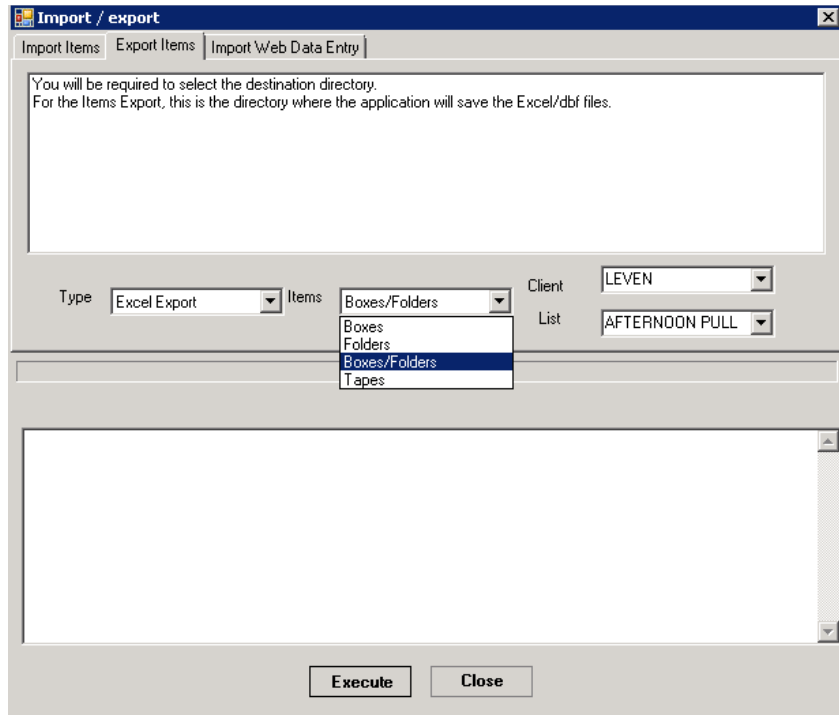 Import / export
Import Items Export Items Import Web Data Entry
You will be required to select the destination directory.
For the Items Export, this is the directory where the application will save the Excel/dbf files.
Type Excel Export Items Boxes/Folders Client LEVEN
List AFTERNOON PULL
Boxes
Folders
Boxes/Folders
Tapes
Execute Close